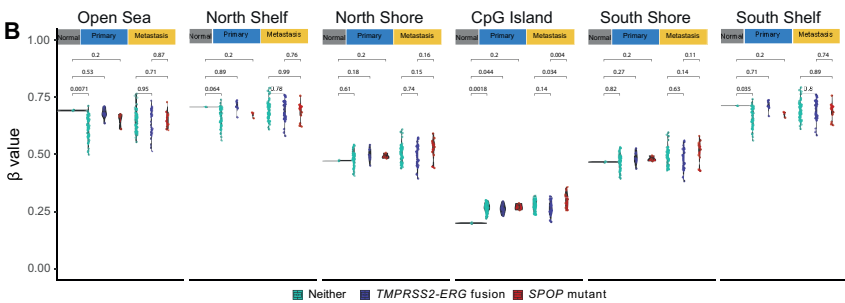 B
Open Sea North Shelf North Shore CpG Island South Shore South Shelf
Normal Primary Metastasis Normal Primary Metastasis Normal Primary Metastasis Normal Primary Metastasis Normal Primary Metastasis Normal Primary Metastasis
β value
1.00
0.75
0.50
0.25
0.00
0.2 0.87 0.2 0.76 0.2 0.16 0.2 0.004 0.2 0.11 0.2 0.74
0.53 0.71 0.89 0.99 0.18 0.15 0.044 0.034 0.27 0.14 0.71 0.89
0.0071 0.95 0.064 0.78 0.61 0.74 0.0018 0.14 0.82 0.63 0.035 0.8
Neither TMPRSS2-ERG fusion SPOP mutant